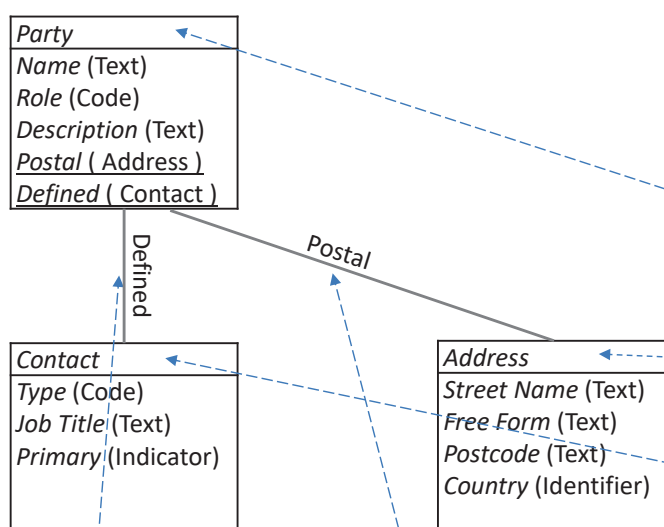 Party
Name (Text)
Role (Code)
Description (Text)
Postal ( Address )
Defined ( Contact )
Defined
Postal
Contact
Type (Code)
Job Title (Text)
Primary (Indicator)
Address
Street Name (Text)
Free Form (Text)
Postcode (Text)
Country (Identifier)